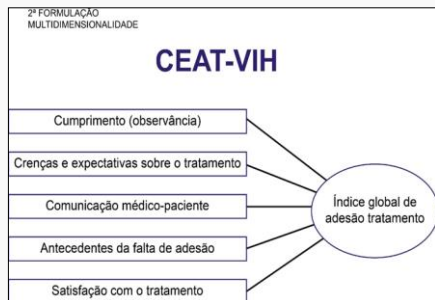 2ª FORMULAÇÃO
MULTIDIMENSIONALIDADE
CEAT-VIH
Cumprimento (observância)
Crenças e expectativas sobre o tratamento
Comunicação médico-paciente
Antecedentes da falta de adesão
Satisfação com o tratamento
Índice global de
adesão tratamento